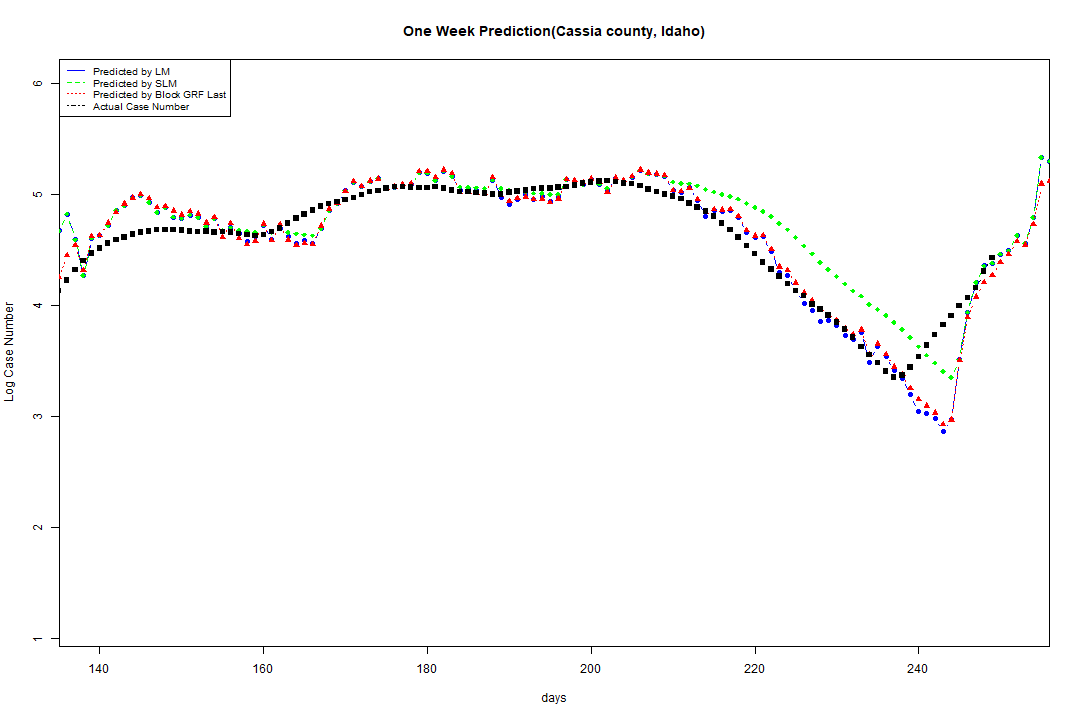 One Week Prediction(Cassia county, Idaho)
Predicted by LM
Predicted by SLM
Predicted by Block GRF Last
Actual Case Number
6
5
4
3
2
1
Log Case Number
140 160 180 200 220 240
days